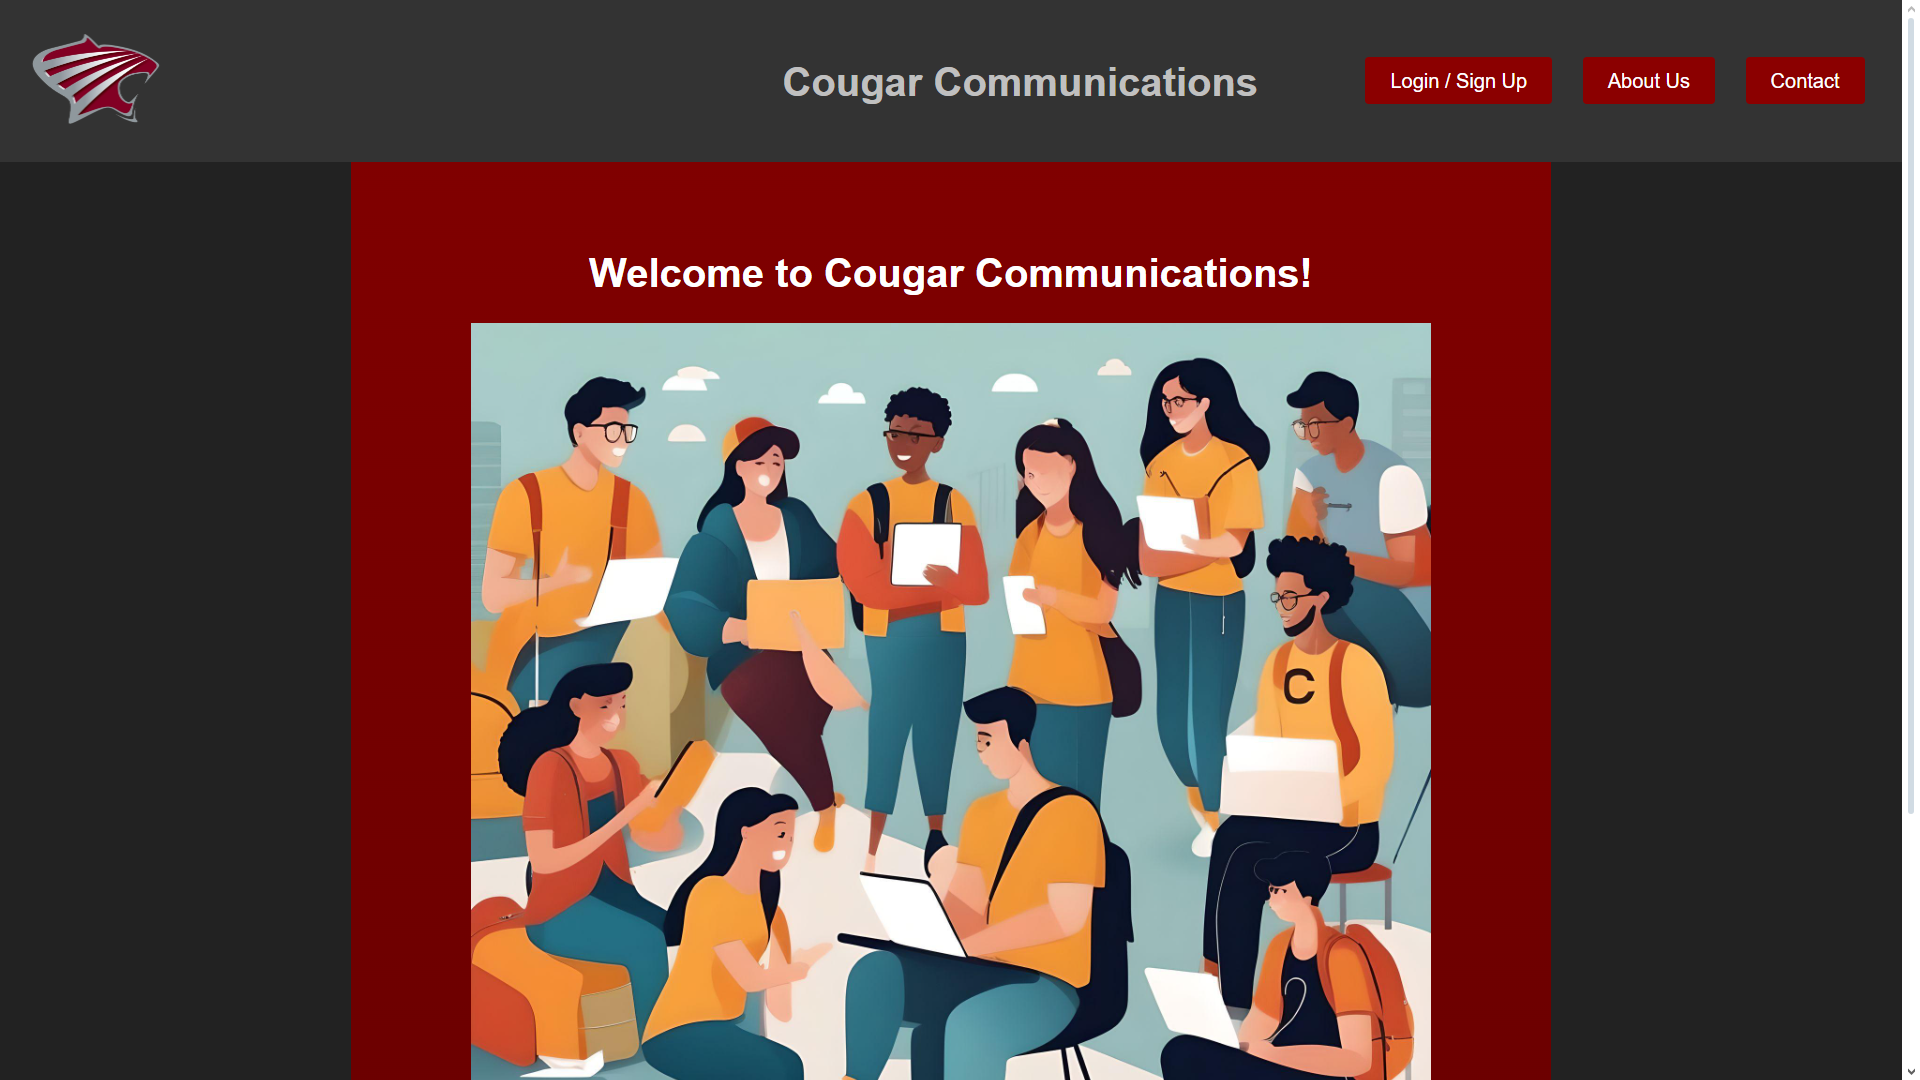 Cougar Communications
Login / Sign Up
About Us
Contact
Welcome to Cougar Communications!
C